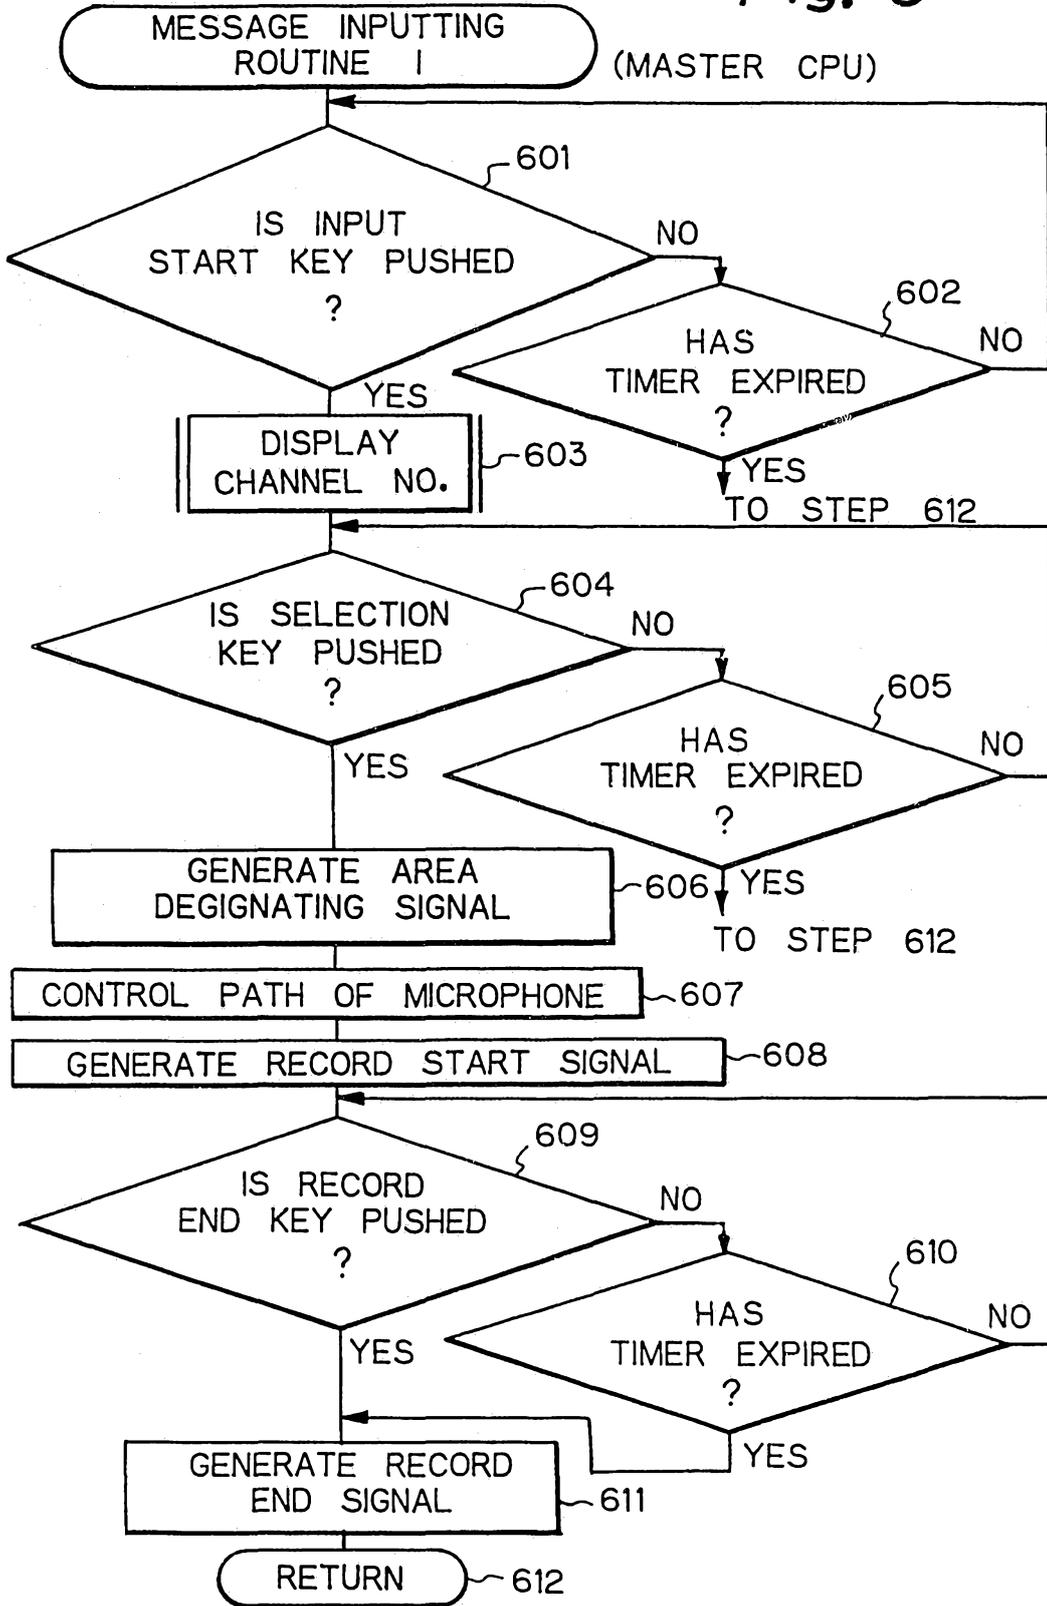 MESSAGE INPUTTING
ROUTINE I
(MASTER CPU)
601
IS INPUT
START KEY PUSHED
?
NO
602
HAS
TIMER EXPIRED
?
NO
YES
YES
TO STEP 612
DISPLAY
CHANNEL NO.
603
604
IS SELECTION
KEY PUSHED
?
NO
605
HAS
TIMER EXPIRED
?
NO
YES
YES
TO STEP 612
GENERATE AREA
DEGIGNATING SIGNAL
606
CONTROL PATH OF MICROPHONE
607
GENERATE RECORD START SIGNAL
608
609
IS RECORD
END KEY PUSHED
?
NO
610
HAS
TIMER EXPIRED
?
NO
YES
YES
GENERATE RECORD
END SIGNAL
611
RETURN
612